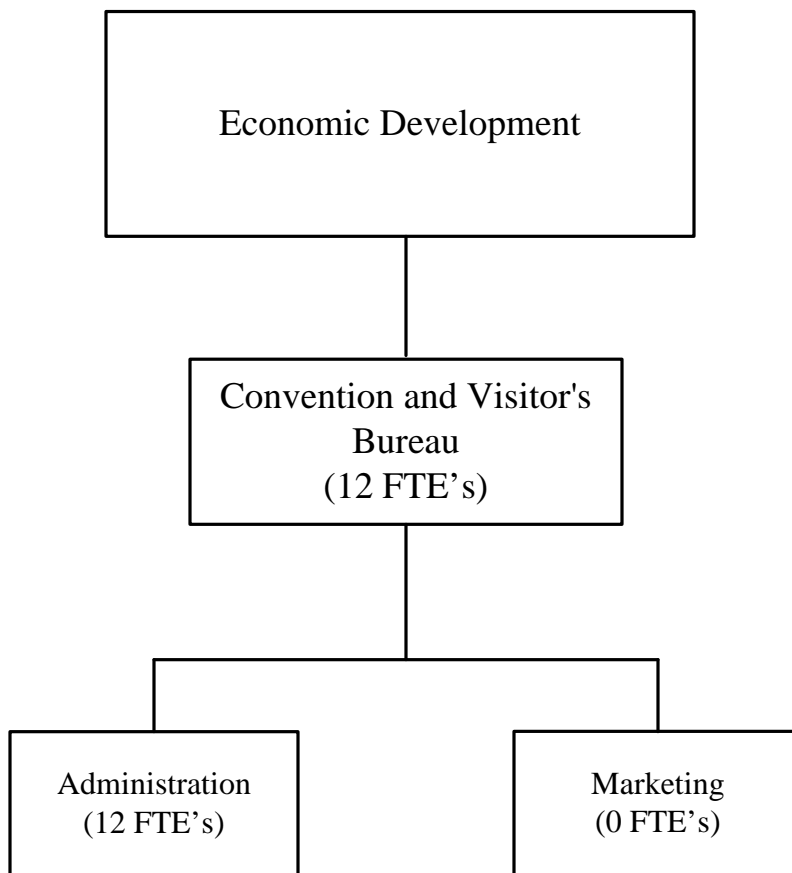 Economic Development
Convention and Visitor's
Bureau
(12 FTE’s)
Administration
(12 FTE’s)
Marketing
(0 FTE’s)